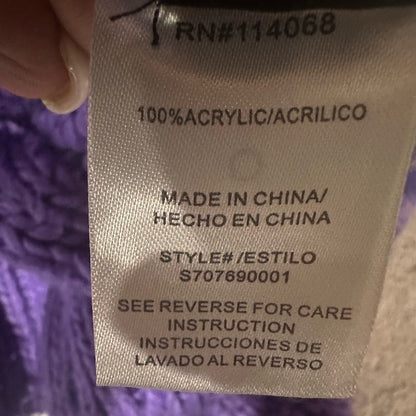 RN#114068
100%ACRYLIC/ACRILICO
MADE IN CHINA/
HECHO EN CHINA
STYLE# /ESTILO
S707690001
SEE REVERSE FOR CARE
INSTRUCTION
INSTRUCCIONES DE
LAVADO AL REVERSO